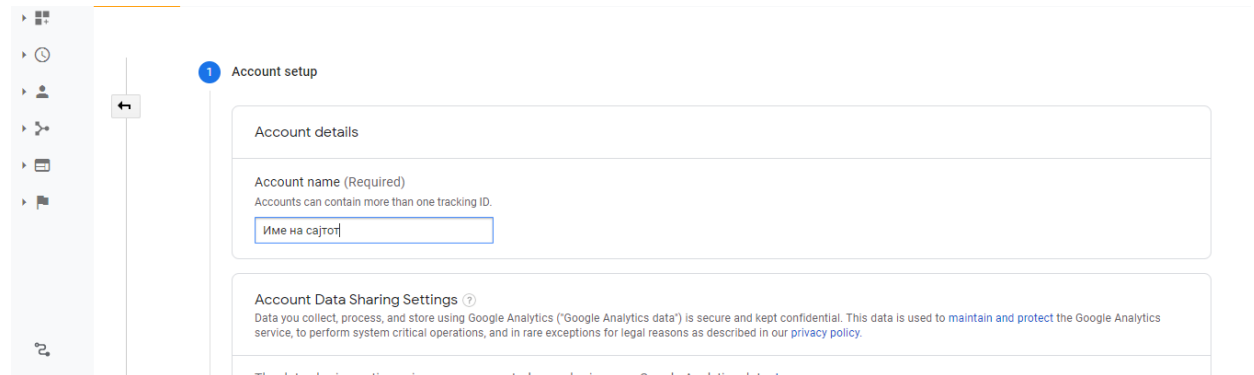 1 Account setup
Account details
Account name (Required)
Accounts can contain more than one tracking ID.
Име на сајтот
Account Data Sharing Settings ?
Data you collect, process, and store using Google Analytics ("Google Analytics data") is secure and kept confidential. This data is used to maintain and protect the Google Analytics
service, to perform system critical operations, and in rare exceptions for legal reasons as described in our privacy policy.